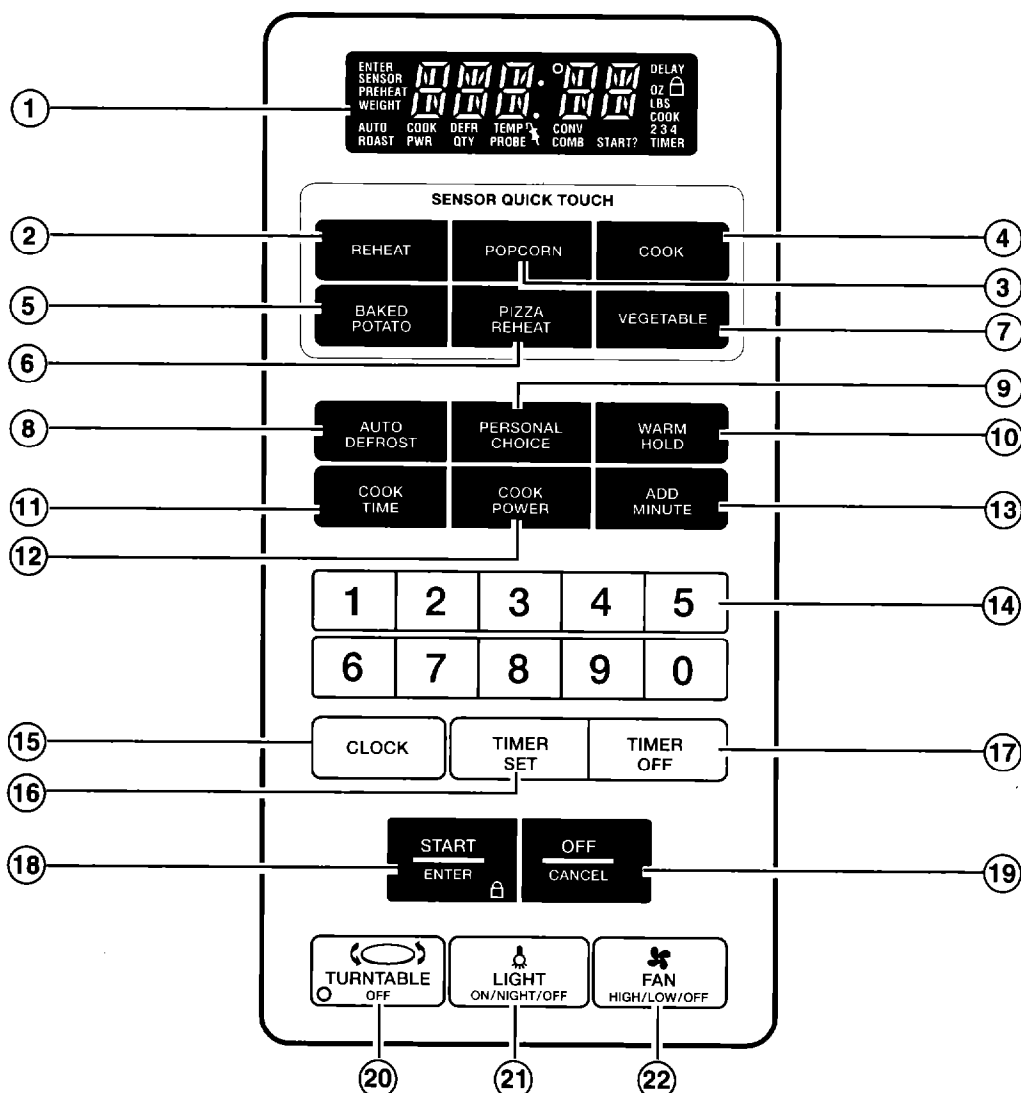 ENTER
SENSOR
PREHEAT
WEIGHT
DELAY
OZ
LBS
COOK
2 3 4
TIMER
AUTO COOK DEFR TEMP CONV
ROAST PWR QTY PROBE COMB START?
1
SENSOR QUICK TOUCH
2
REHEAT POPCORN COOK
4
3
5
BAKED
POTATO
PIZZA
REHEAT
VEGETABLE
7
6
9
8
AUTO
DEFROST
PERSONAL
CHOICE
WARM
HOLD
10
11
COOK
TIME
COOK
POWER
ADD
MINUTE
13
12
1 2 3 4 5
14
6 7 8 9 0
15
CLOCK
TIMER
SET
TIMER
OFF
17
16
18
START
ENTER
OFF
CANCEL
19
TURNTABLE
OFF
LIGHT
ON/NIGHT/OFF
FAN
HIGH/LOW/OFF
20 21 22